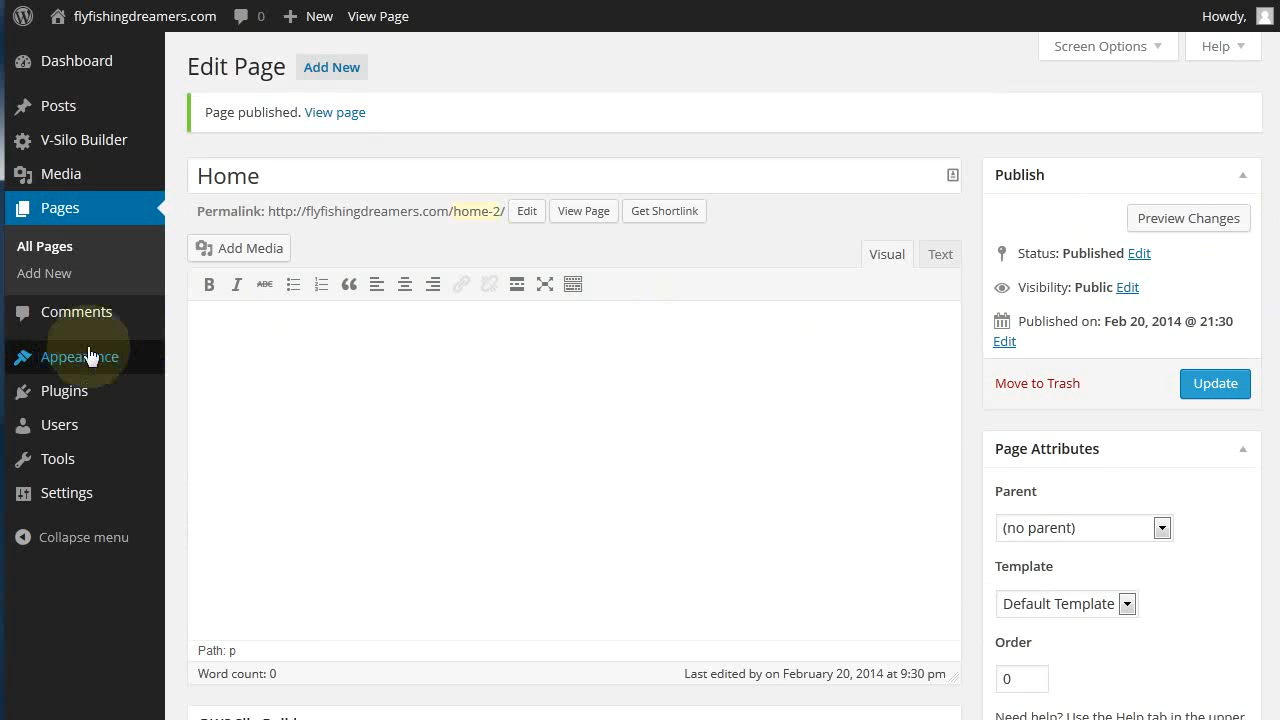 flyfishingdreamers.com 0 New View Page Howdy,
Dashboard
Posts
V-Silo Builder
Media
Pages
All Pages
Add New
Comments
Appearance
Plugins
Users
Tools
Settings
Collapse menu
Screen Options Help
Edit Page Add New
Page published. View page
Home
Permalink: http://flyfishingdreamers.com/home-2/ Edit View Page Get Shortlink
Add Media Visual Text
B I ABC
Path: p
Word count: 0 Last edited by on February 20, 2014 at 9:30 pm
Publish
Preview Changes
Status: Published Edit
Visibility: Public Edit
Published on: Feb 20, 2014 @ 21:30
Edit
Move to Trash Update
Page Attributes
Parent
(no parent)
Template
Default Template
Order
0
Need help? Use the Help tab in the upper